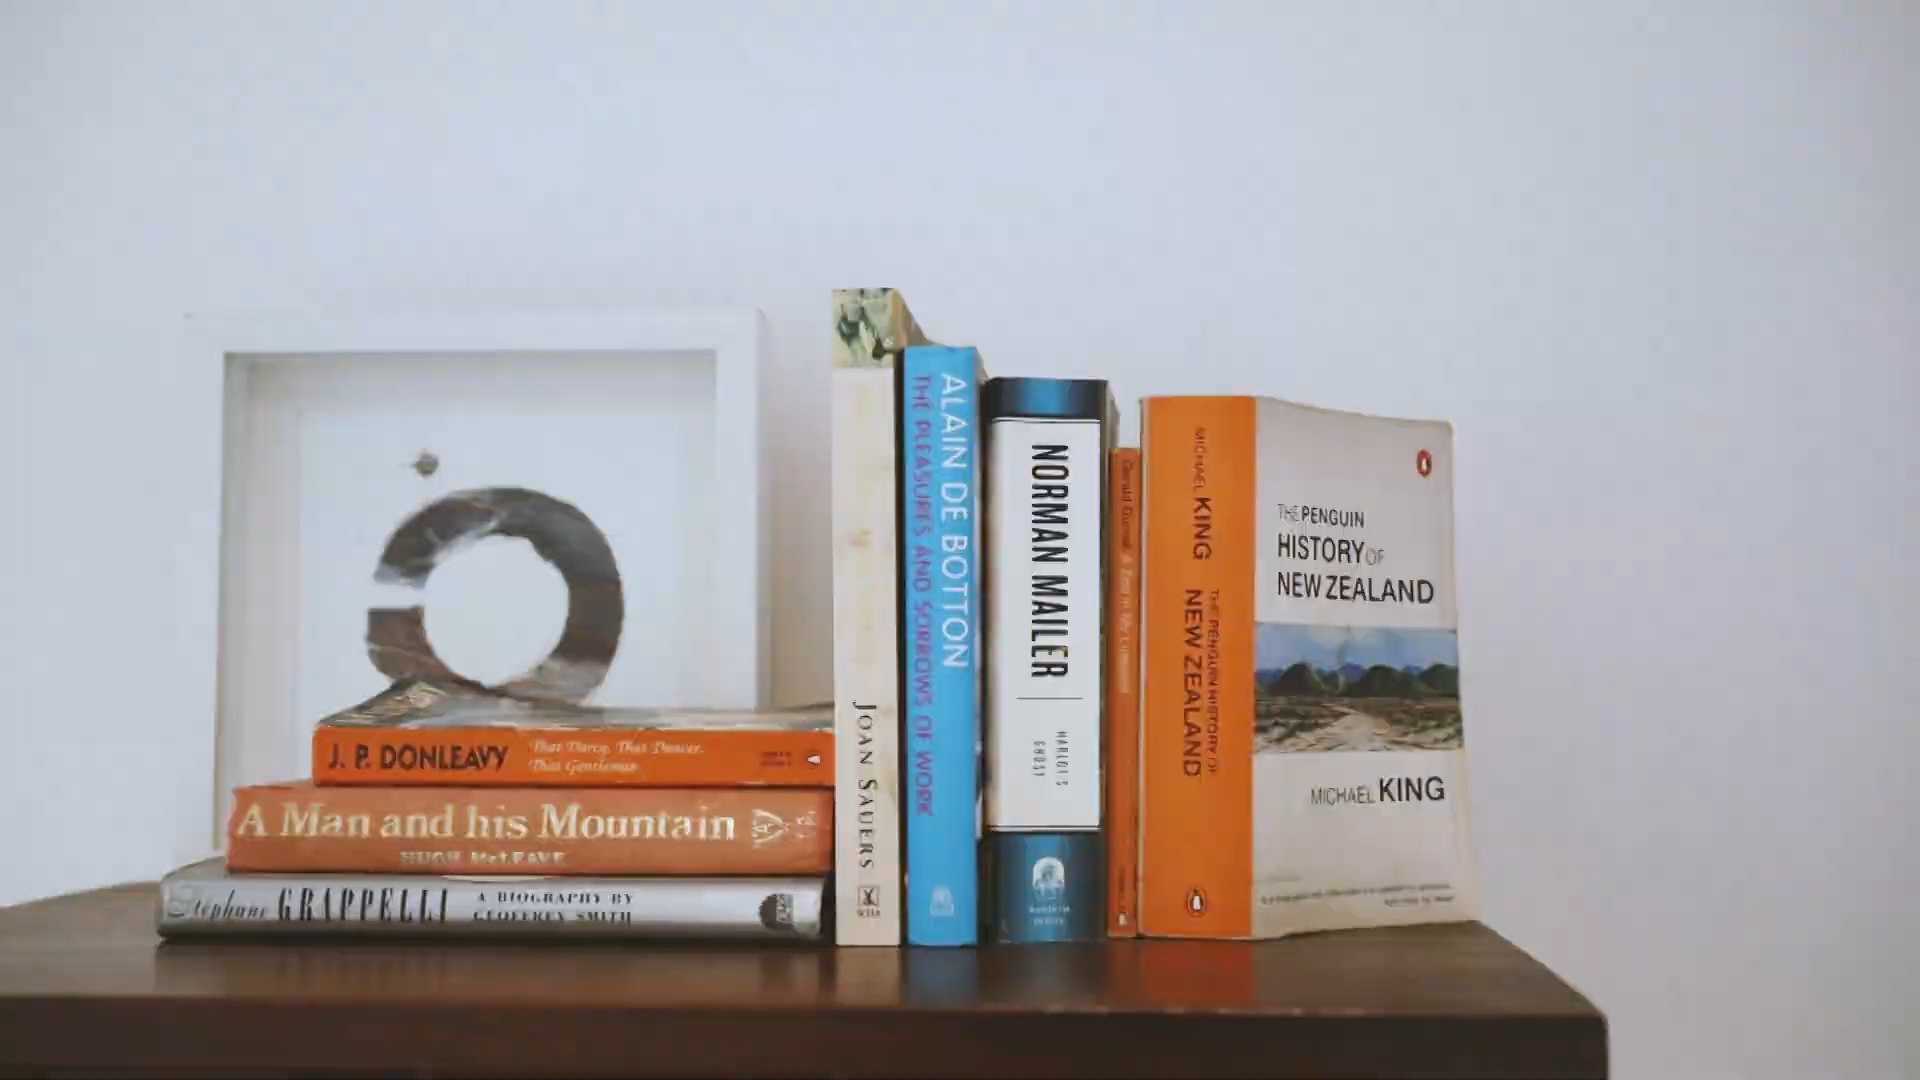 J. P. DONLEAVY
That Darcy, That Dancer,
That Gentleman
A Man and his Mountain
HUGH McLEAVE
Stéphane GRAPPELLI
A BIOGRAPHY BY
GEOFFREY SMITH
JOAN SAUERS
ALAIN DE BOTTON
THE PLEASURES AND SORROWS OF WORK
NORMAN MAILER
HARLOT'S
GHOST
MICHAEL KING
THE PENGUIN HISTORY OF
NEW ZEALAND
THE PENGUIN
HISTORY OF
NEW ZEALAND
MICHAEL KING